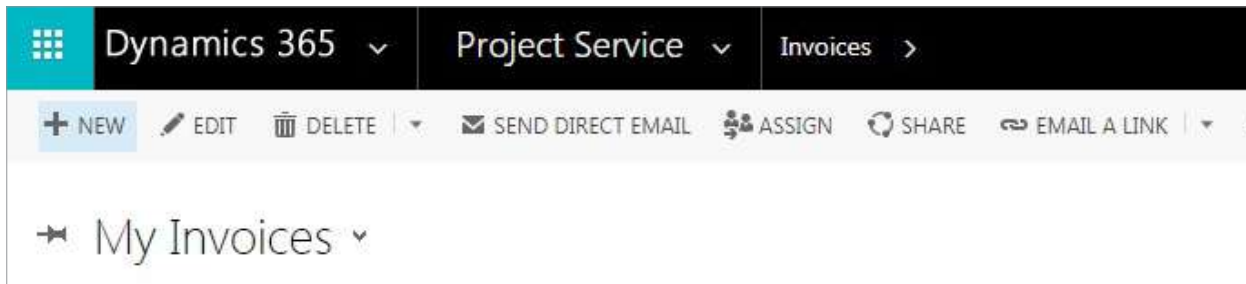 Dynamics 365 Project Service Invoices
NEW EDIT DELETE SEND DIRECT EMAIL ASSIGN SHARE EMAIL A LINK
My Invoices